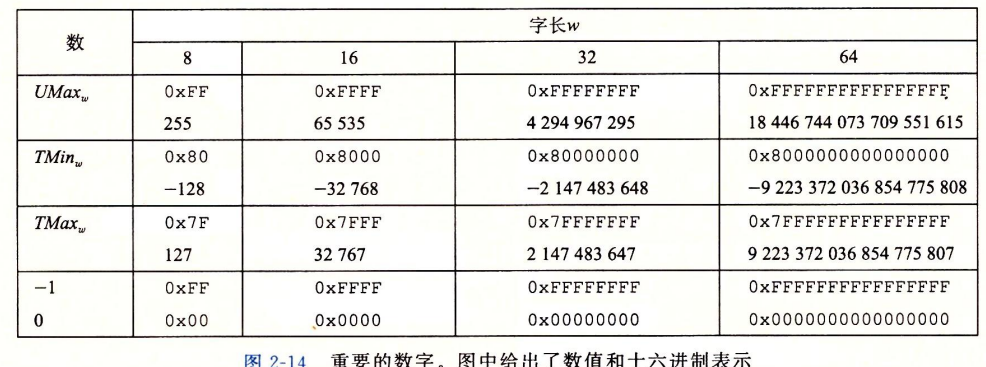 数 字长w
8 16 32 64
UMaxw 0xFF 0xFFFF 0xFFFFFFFF 0xFFFFFFFFFFFFFFFF
255 65 535 4 294 967 295 18 446 744 073 709 551 615
TMinw 0x80 0x8000 0x80000000 0x8000000000000000
−128 −32 768 −2 147 483 648 −9 223 372 036 854 775 808
TMaxw 0x7F 0x7FFF 0x7FFFFFFF 0x7FFFFFFFFFFFFFFF
127 32 767 2 147 483 647 9 223 372 036 854 775 807
−1 0xFF 0xFFFF 0xFFFFFFFF 0xFFFFFFFFFFFFFFFF
0 0x00 0x0000 0x00000000 0x0000000000000000
图 2-14 重要的数字。图中给出了数值和十六进制表示